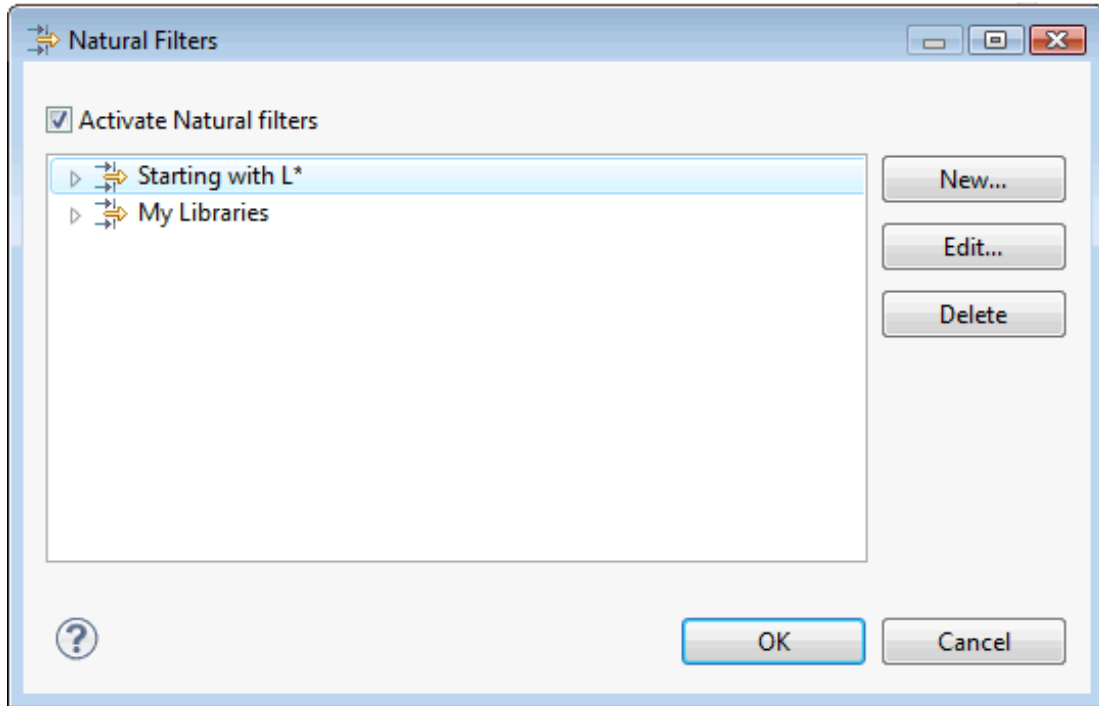 Natural Filters
Activate Natural filters
Starting with L*
My Libraries
New...
Edit...
Delete
?
OK
Cancel